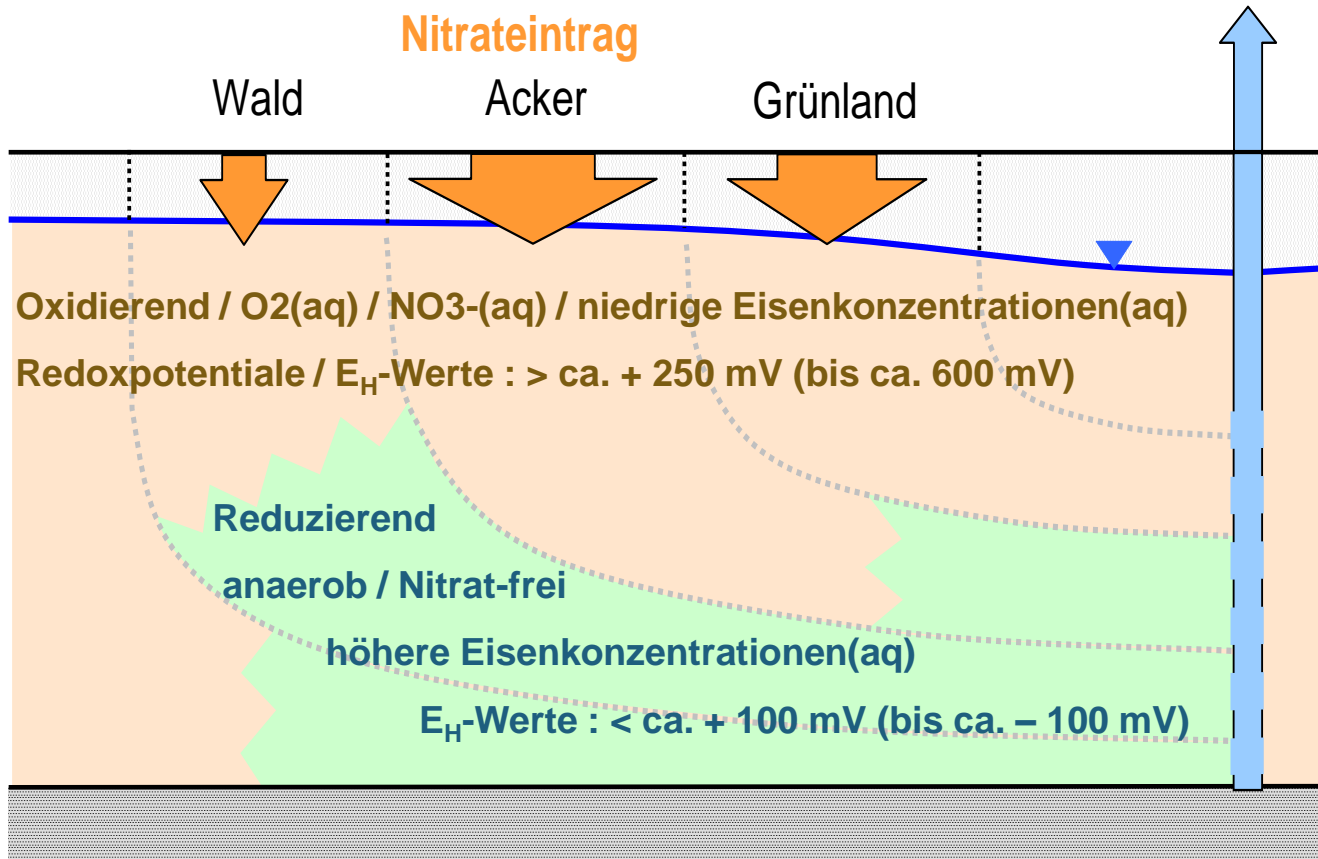 Nitrateintrag
Wald Acker Grünland
Oxidierend / O2(aq) / NO3-(aq) / niedrige Eisenkonzentrationen(aq)
Redoxpotentiale / EH-Werte : > ca. + 250 mV (bis ca. 600 mV)
Reduzierend
anaerob / Nitrat-frei
höhere Eisenkonzentrationen(aq)
EH-Werte : < ca. + 100 mV (bis ca. – 100 mV)